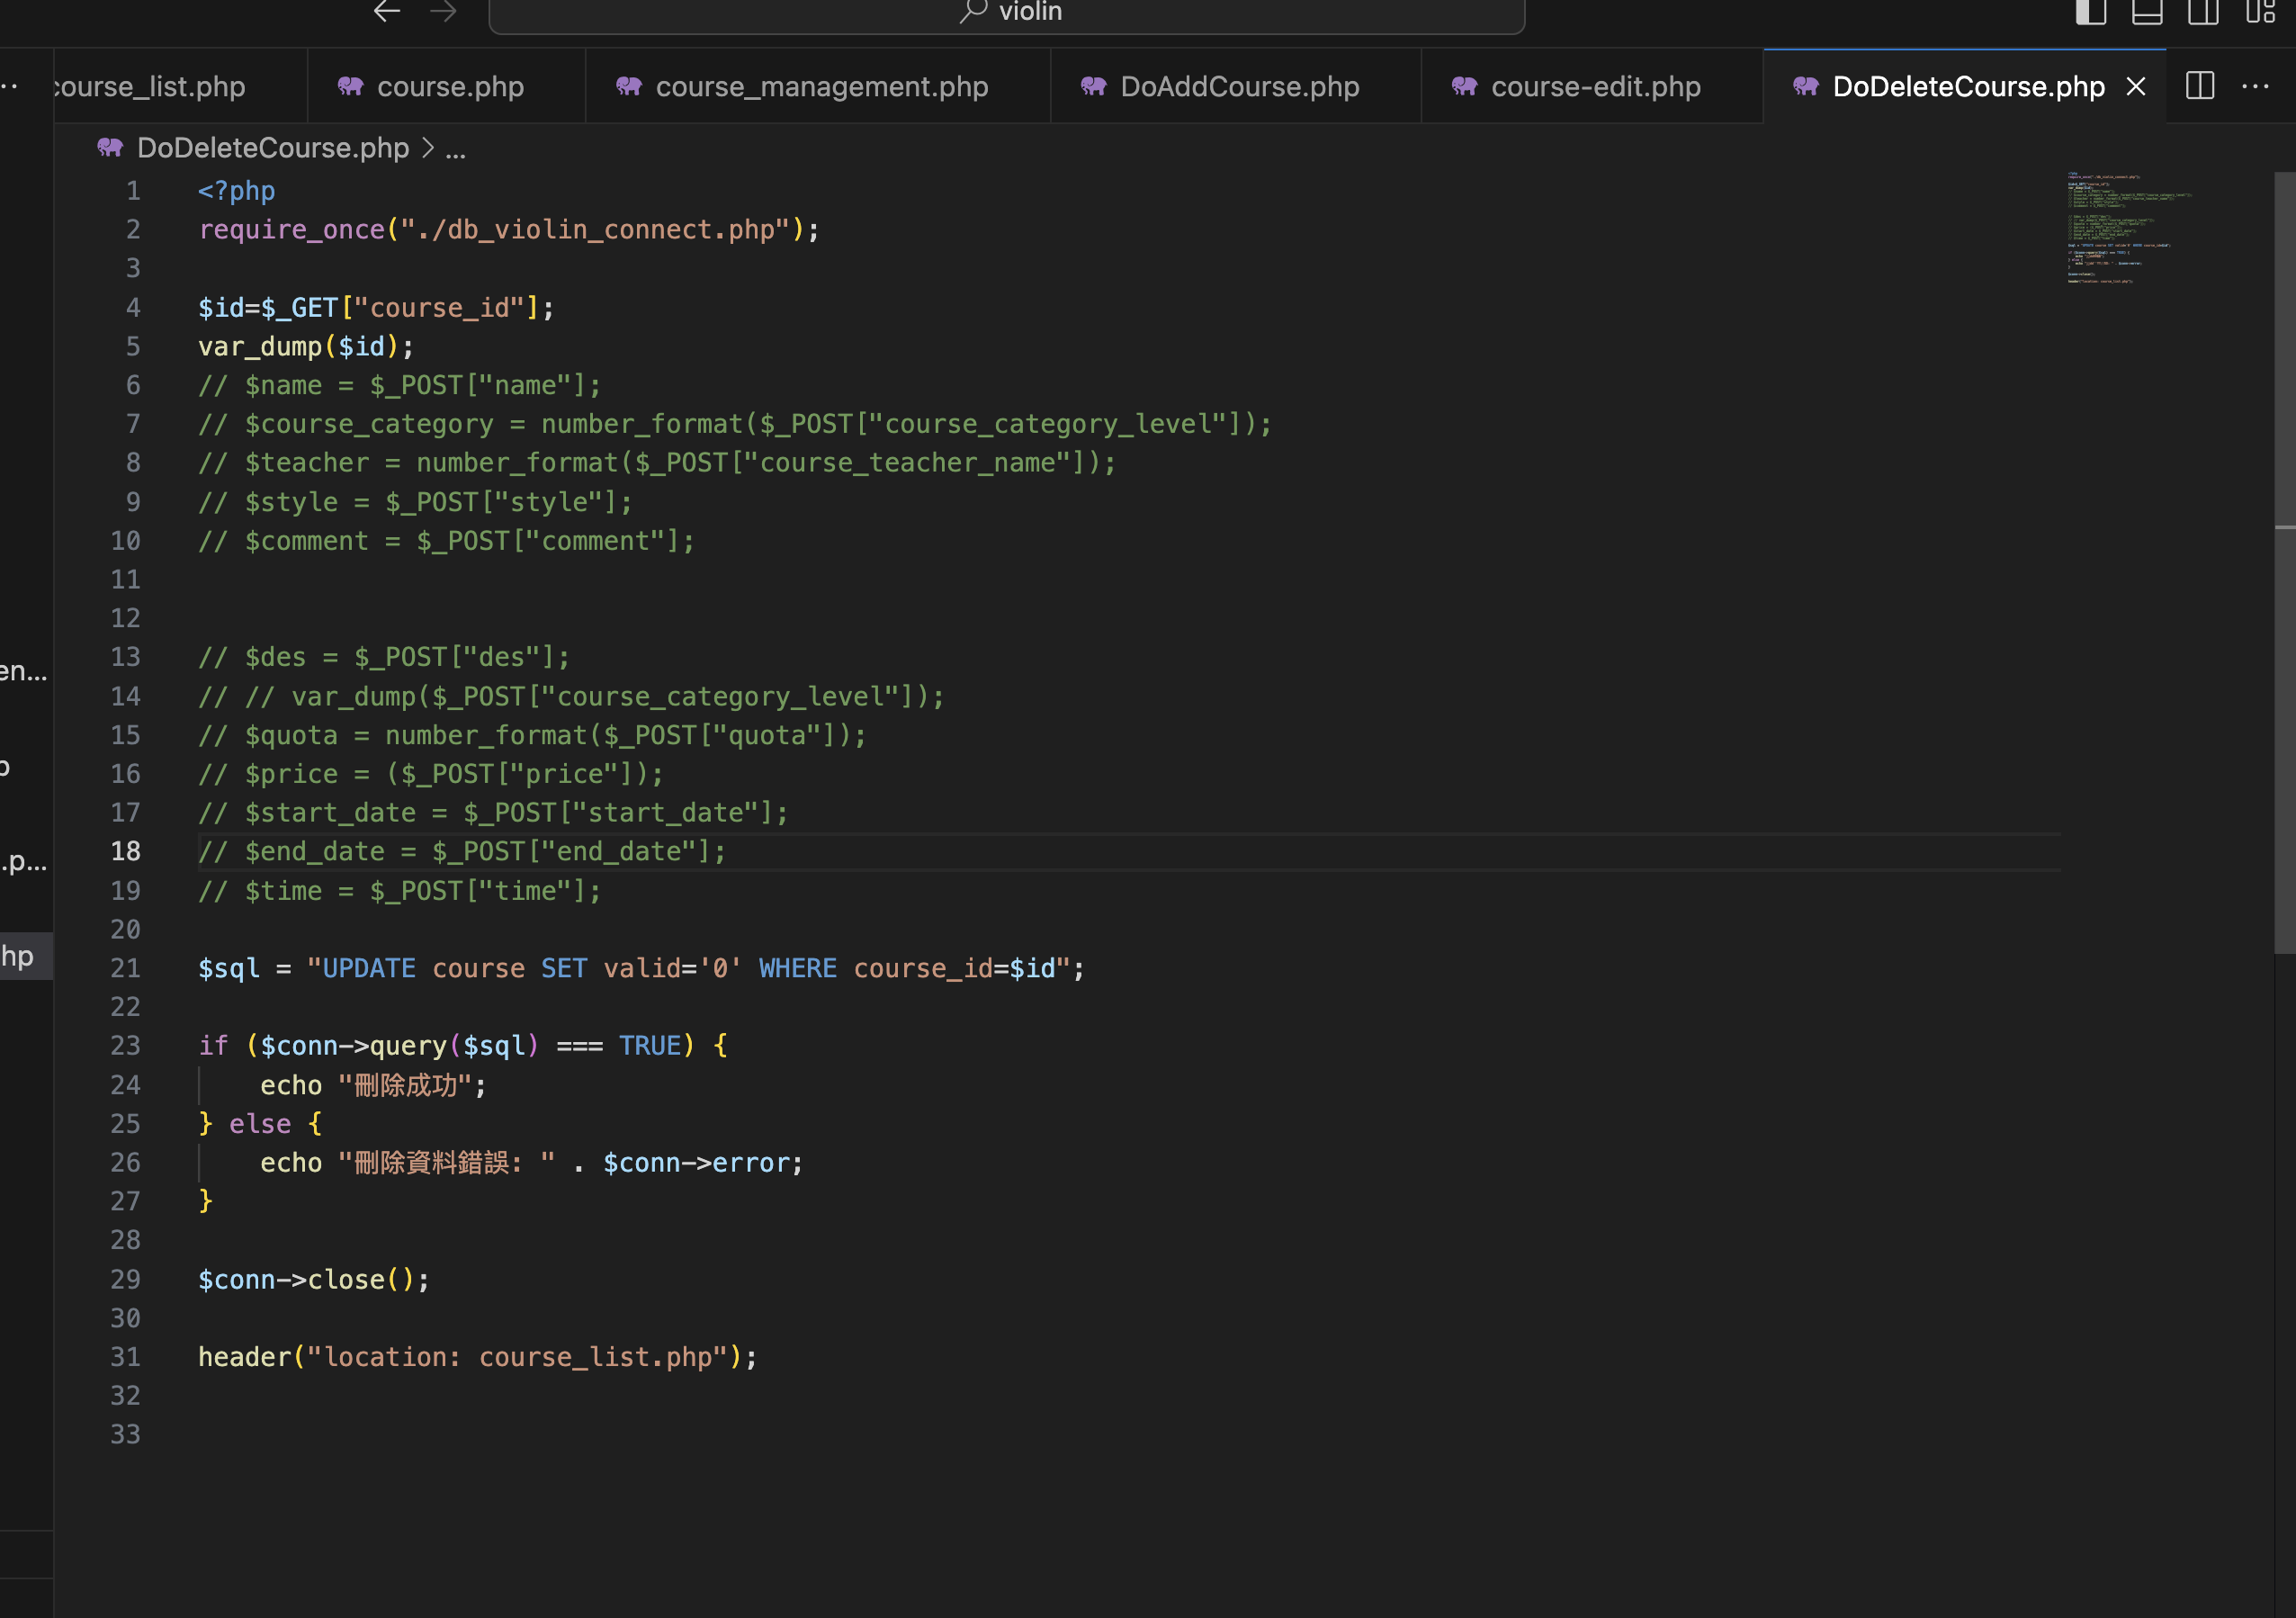 violin
course_list.php
course.php
course_management.php
DoAddCourse.php
course-edit.php
DoDeleteCourse.php
DoDeleteCourse.php > ...
1 <?php
2 require_once("./db_violin_connect.php");
3
4 $id=$_GET["course_id"];
5 var_dump($id);
6 // $name = $_POST["name"];
7 // $course_category = number_format($_POST["course_category_level"]);
8 // $teacher = number_format($_POST["course_teacher_name"]);
9 // $style = $_POST["style"];
10 // $comment = $_POST["comment"];
11
12
13 // $des = $_POST["des"];
14 // // var_dump($_POST["course_category_level"]);
15 // $quota = number_format($_POST["quota"]);
16 // $price = ($_POST["price"]);
17 // $start_date = $_POST["start_date"];
18 // $end_date = $_POST["end_date"];
19 // $time = $_POST["time"];
20
21 $sql = "UPDATE course SET valid='0' WHERE course_id=$id";
22
23 if ($conn->query($sql) === TRUE) {
24     echo "刪除成功";
25 } else {
26     echo "刪除資料錯誤: " . $conn->error;
27 }
28
29 $conn->close();
30
31 header("location: course_list.php");
32
33
en...
p
.p...
hp